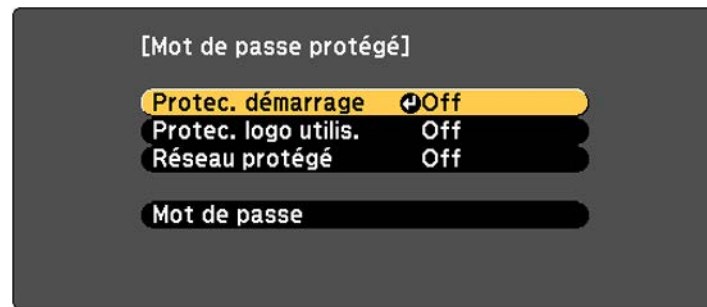 [Mot de passe protégé]
Protec. démarrage Off
Protec. logo utilis. Off
Réseau protégé Off
Mot de passe